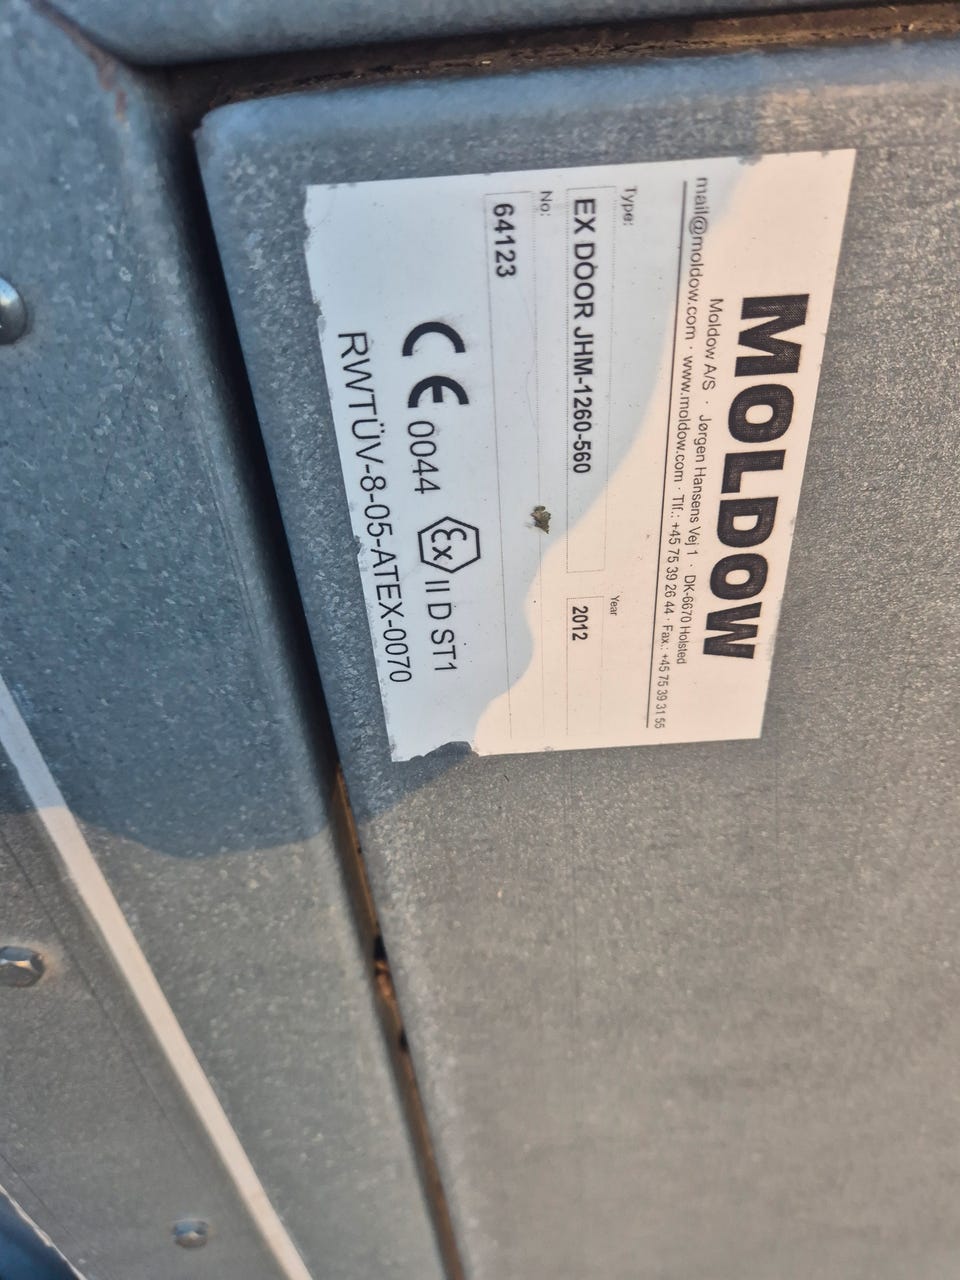 MOLDOW
Moldow A/S · Jørgen Hansens Vej 1 · DK-6670 Holsted
mail@moldow.com · www.moldow.com · Tlf.: +45 75 39 26 44 · Fax.: +45 75 39 31 55
Type: Year
EX DOOR JHM-1260-560 2012
No:
64123
CE 0044 Ex II D ST1
RWTÜV-8-05-ATEX-0070